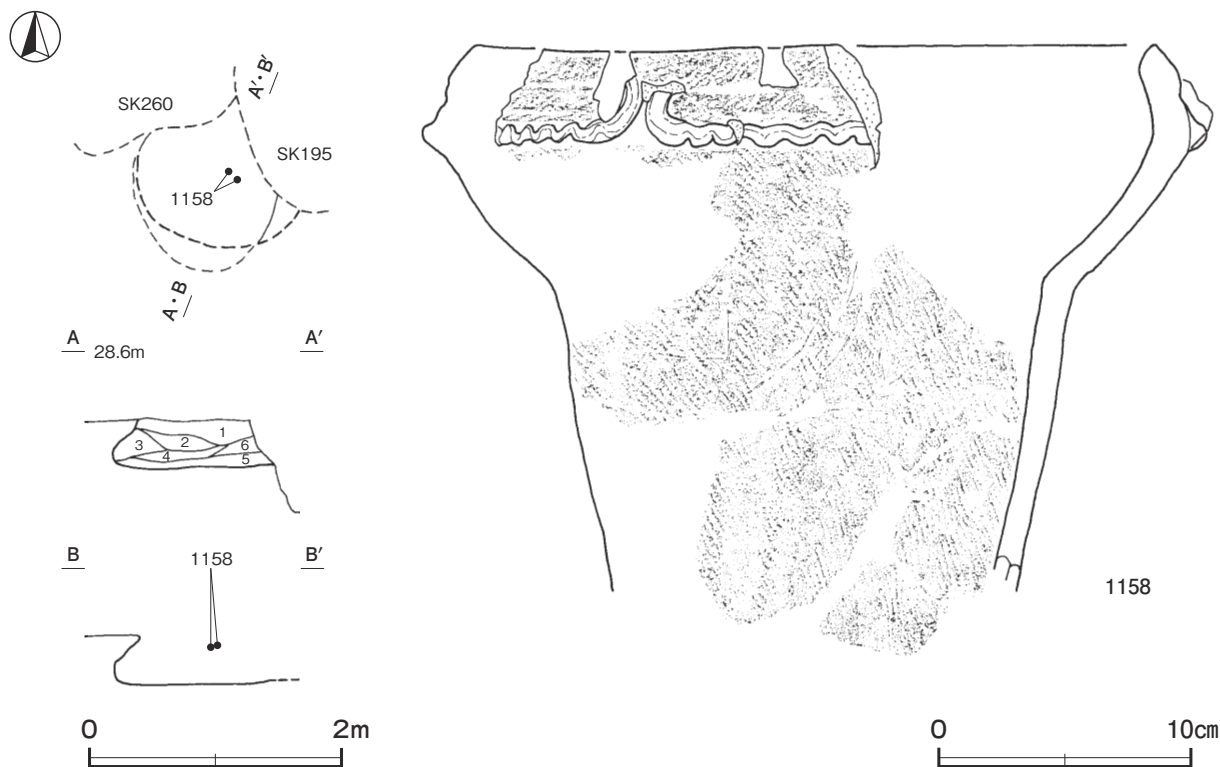 A′・B′
SK260
SK195
1158
A・B
A 28.6m A′
1
2
3
6
4
5
B 1158 B′
1158
0 2m
0 10cm